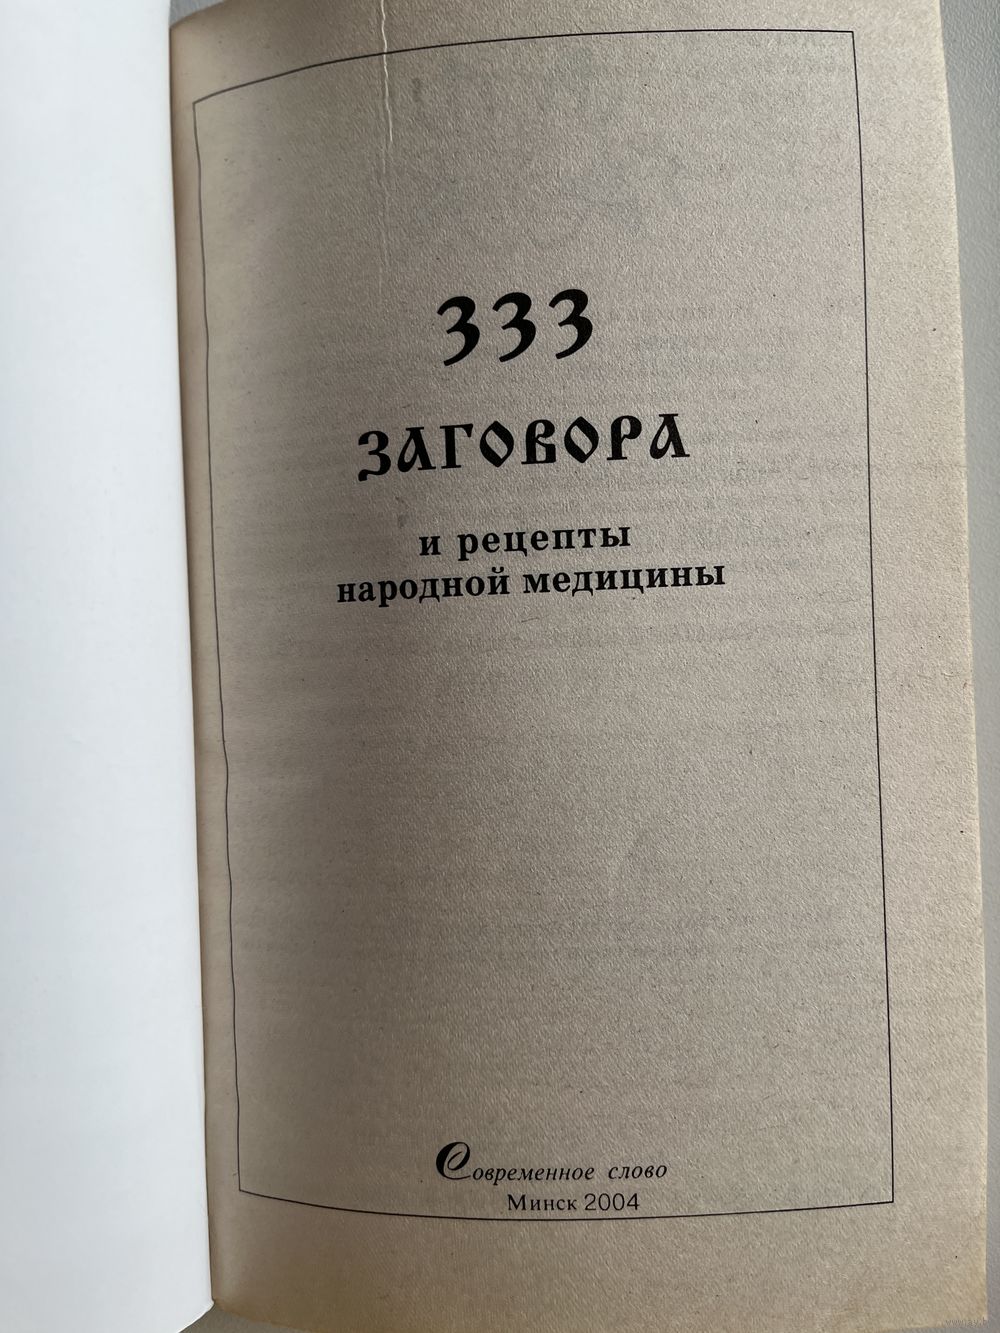 333
ЗАГОВОРА
и рецепты
народной медицины
Современное слово
Минск 2004